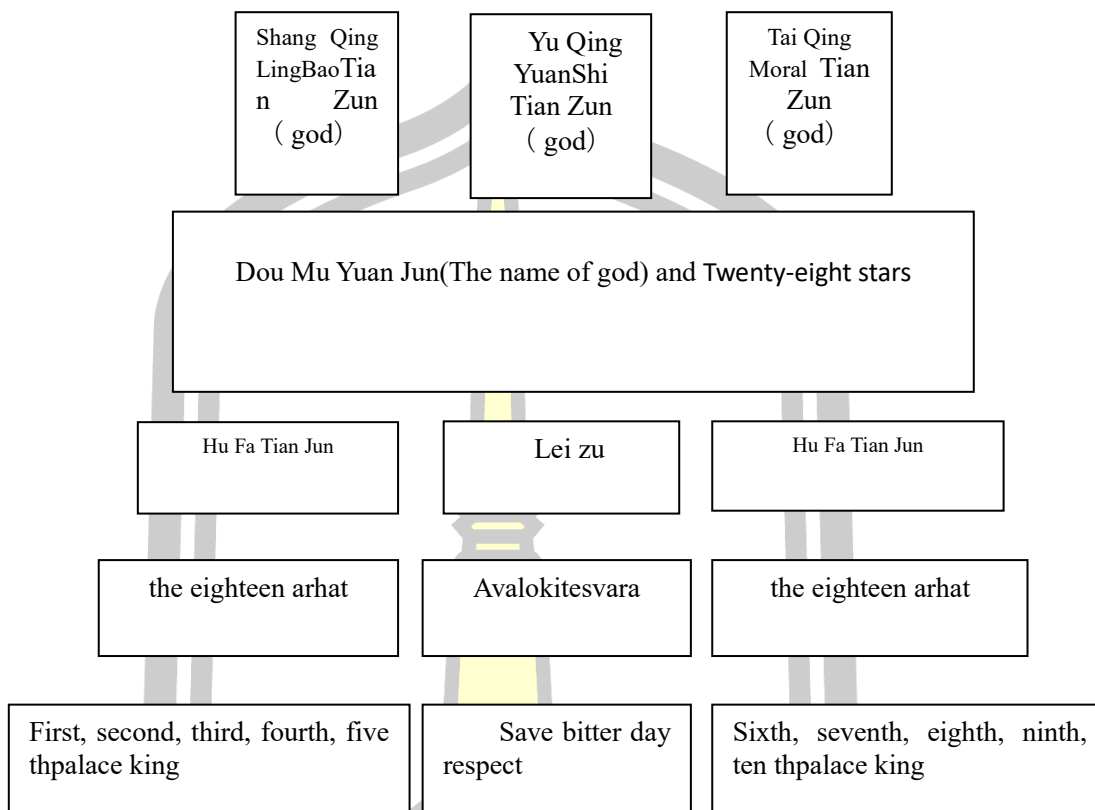 Shang Qing
LingBaoTia
n Zun
（ god）
Yu Qing
YuanShi
Tian Zun
（ god）
Tai Qing
Moral Tian
Zun
（ god）
Dou Mu Yuan Jun(The name of god) and Twenty-eight stars
Hu Fa Tian Jun
Lei zu
Hu Fa Tian Jun
the eighteen arhat
Avalokitesvara
the eighteen arhat
First, second, third, fourth, five
thpalace king
Save bitter day
respect
Sixth, seventh, eighth, ninth,
ten thpalace king